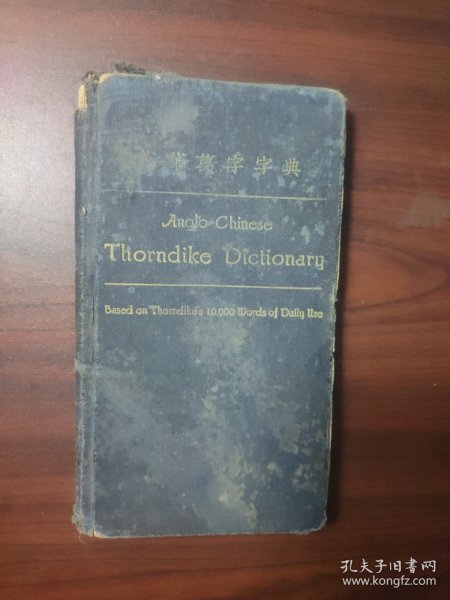 華萬字字典
Anglo-Chinese
Thorndike Dictionary
Based on Thorndike's 10,000 Words of Daily Use
孔夫子旧书网
www.kongfz.com